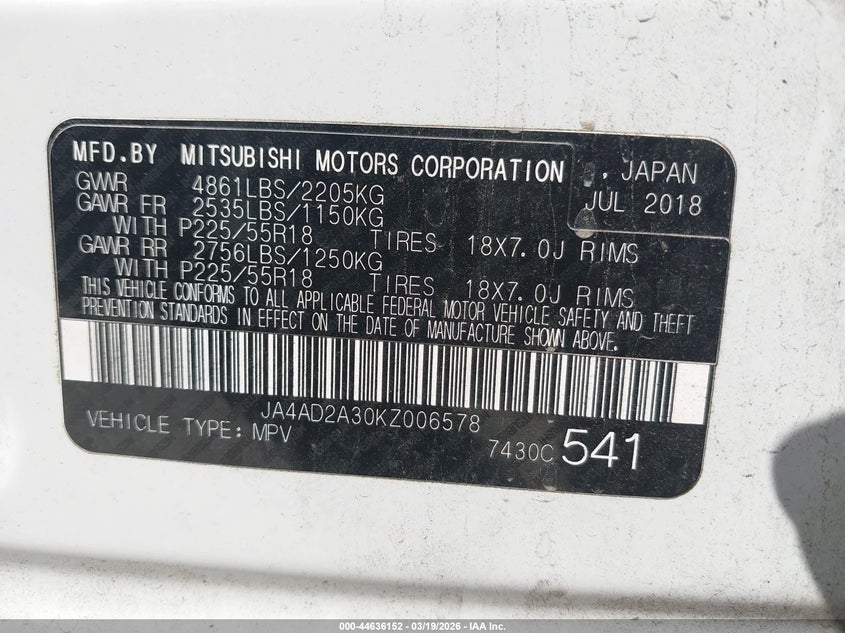 MFD.BY MITSUBISHI MOTORS CORPORATION , JAPAN
GVWR 4861LBS/2205KG JUL 2018
GAWR FR 2535LBS/1150KG
WITH P225/55R18 TIRES 18X7.0J RIMS
GAWR RR 2756LBS/1250KG
WITH P225/55R18 TIRES 18X7.0J RIMS
THIS VEHICLE CONFORMS TO ALL APPLICABLE FEDERAL MOTOR VEHICLE SAFETY AND THEFT
PREVENTION STANDARDS IN EFFECT ON THE DATE OF MANUFACTURE SHOWN ABOVE.
JA4AD2A30KZ006578
VEHICLE TYPE: MPV
7430C 541
000-44636152 — 03/19/2026 — IAA Inc.